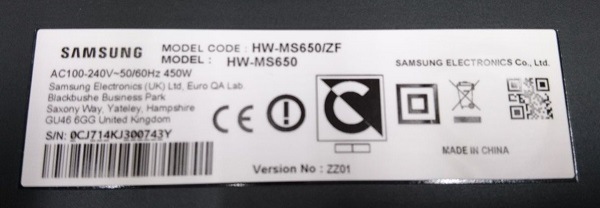 SAMSUNG
MODEL CODE : HW-MS650/ZF
MODEL : HW-MS650
AC100-240V~50/60Hz 450W
Samsung Electronics (UK) Ltd, Euro QA Lab.
Blackbushe Business Park
Saxony Way, Yateley, Hampshire
GU46 6GG United Kingdom
S/N: 0CJ714KJ300743Y
SAMSUNG ELECTRONICS Co., Ltd.
CE
MADE IN CHINA
Version No : ZZ01